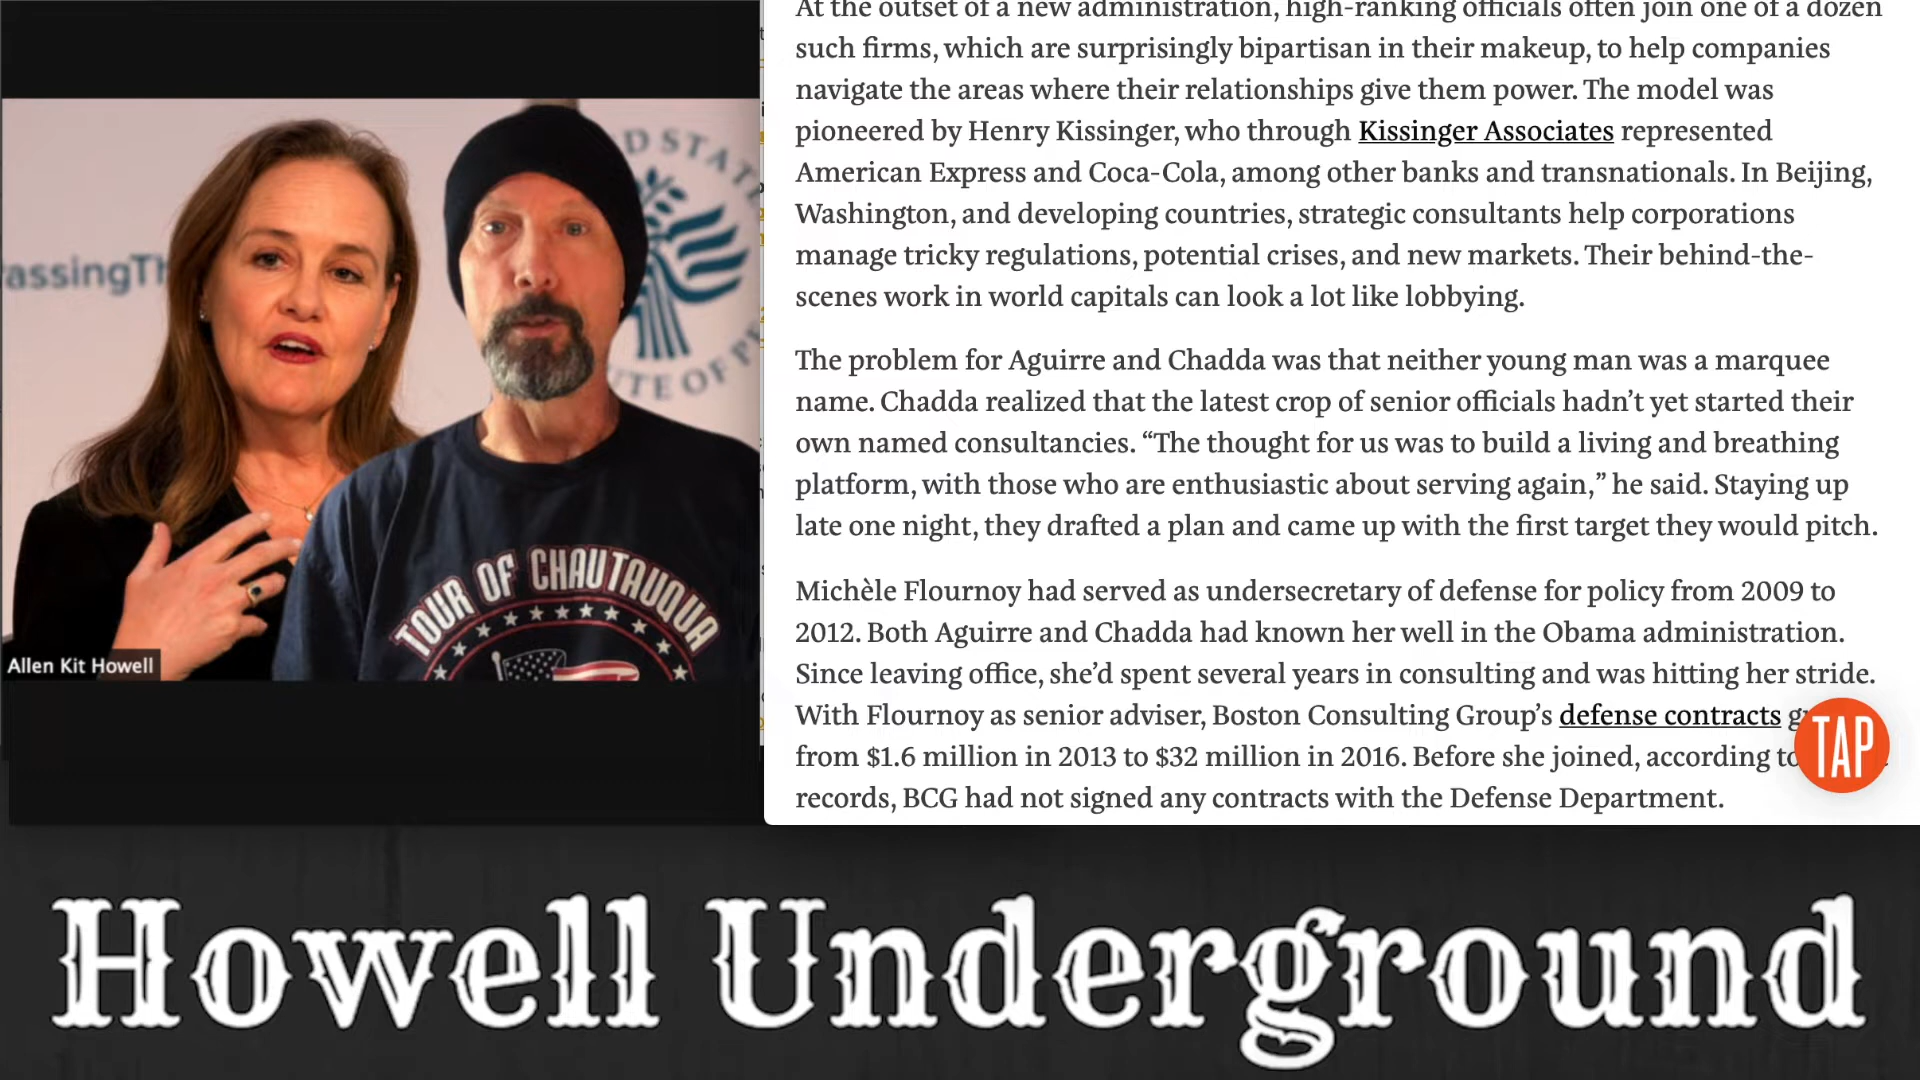 At the outset of a new administration, high-ranking officials often join one of a dozen
such firms, which are surprisingly bipartisan in their makeup, to help companies
navigate the areas where their relationships give them power. The model was
pioneered by Henry Kissinger, who through Kissinger Associates represented
American Express and Coca-Cola, among other banks and transnationals. In Beijing,
Washington, and developing countries, strategic consultants help corporations
manage tricky regulations, potential crises, and new markets. Their behind-the-
scenes work in world capitals can look a lot like lobbying.
The problem for Aguirre and Chadda was that neither young man was a marquee
name. Chadda realized that the latest crop of senior officials hadn’t yet started their
own named consultancies. “The thought for us was to build a living and breathing
platform, with those who are enthusiastic about serving again,” he said. Staying up
late one night, they drafted a plan and came up with the first target they would pitch.
Michèle Flournoy had served as undersecretary of defense for policy from 2009 to
2012. Both Aguirre and Chadda had known her well in the Obama administration.
Since leaving office, she’d spent several years in consulting and was hitting her stride.
With Flournoy as senior adviser, Boston Consulting Group’s defense contracts
from $1.6 million in 2013 to $32 million in 2016. Before she joined, according to
records, BCG had not signed any contracts with the Defense Department.
TAP
assingTh
D STAT
TE OF P
TOUR OF CHAUTAUQUA
Allen Kit Howell
Howell Underground